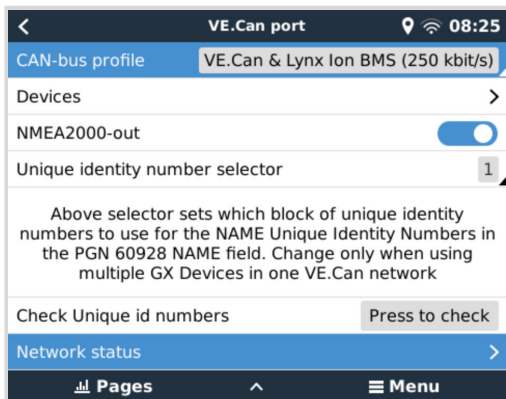 VE.Can port 08:25
CAN-bus profile VE.Can & Lynx Ion BMS (250 kbit/s)
Devices
NMEA2000-out
Unique identity number selector 1
Above selector sets which block of unique identity
numbers to use for the NAME Unique Identity Numbers in
the PGN 60928 NAME field. Change only when using
multiple GX Devices in one VE.Can network
Check Unique id numbers Press to check
Network status
Pages Menu